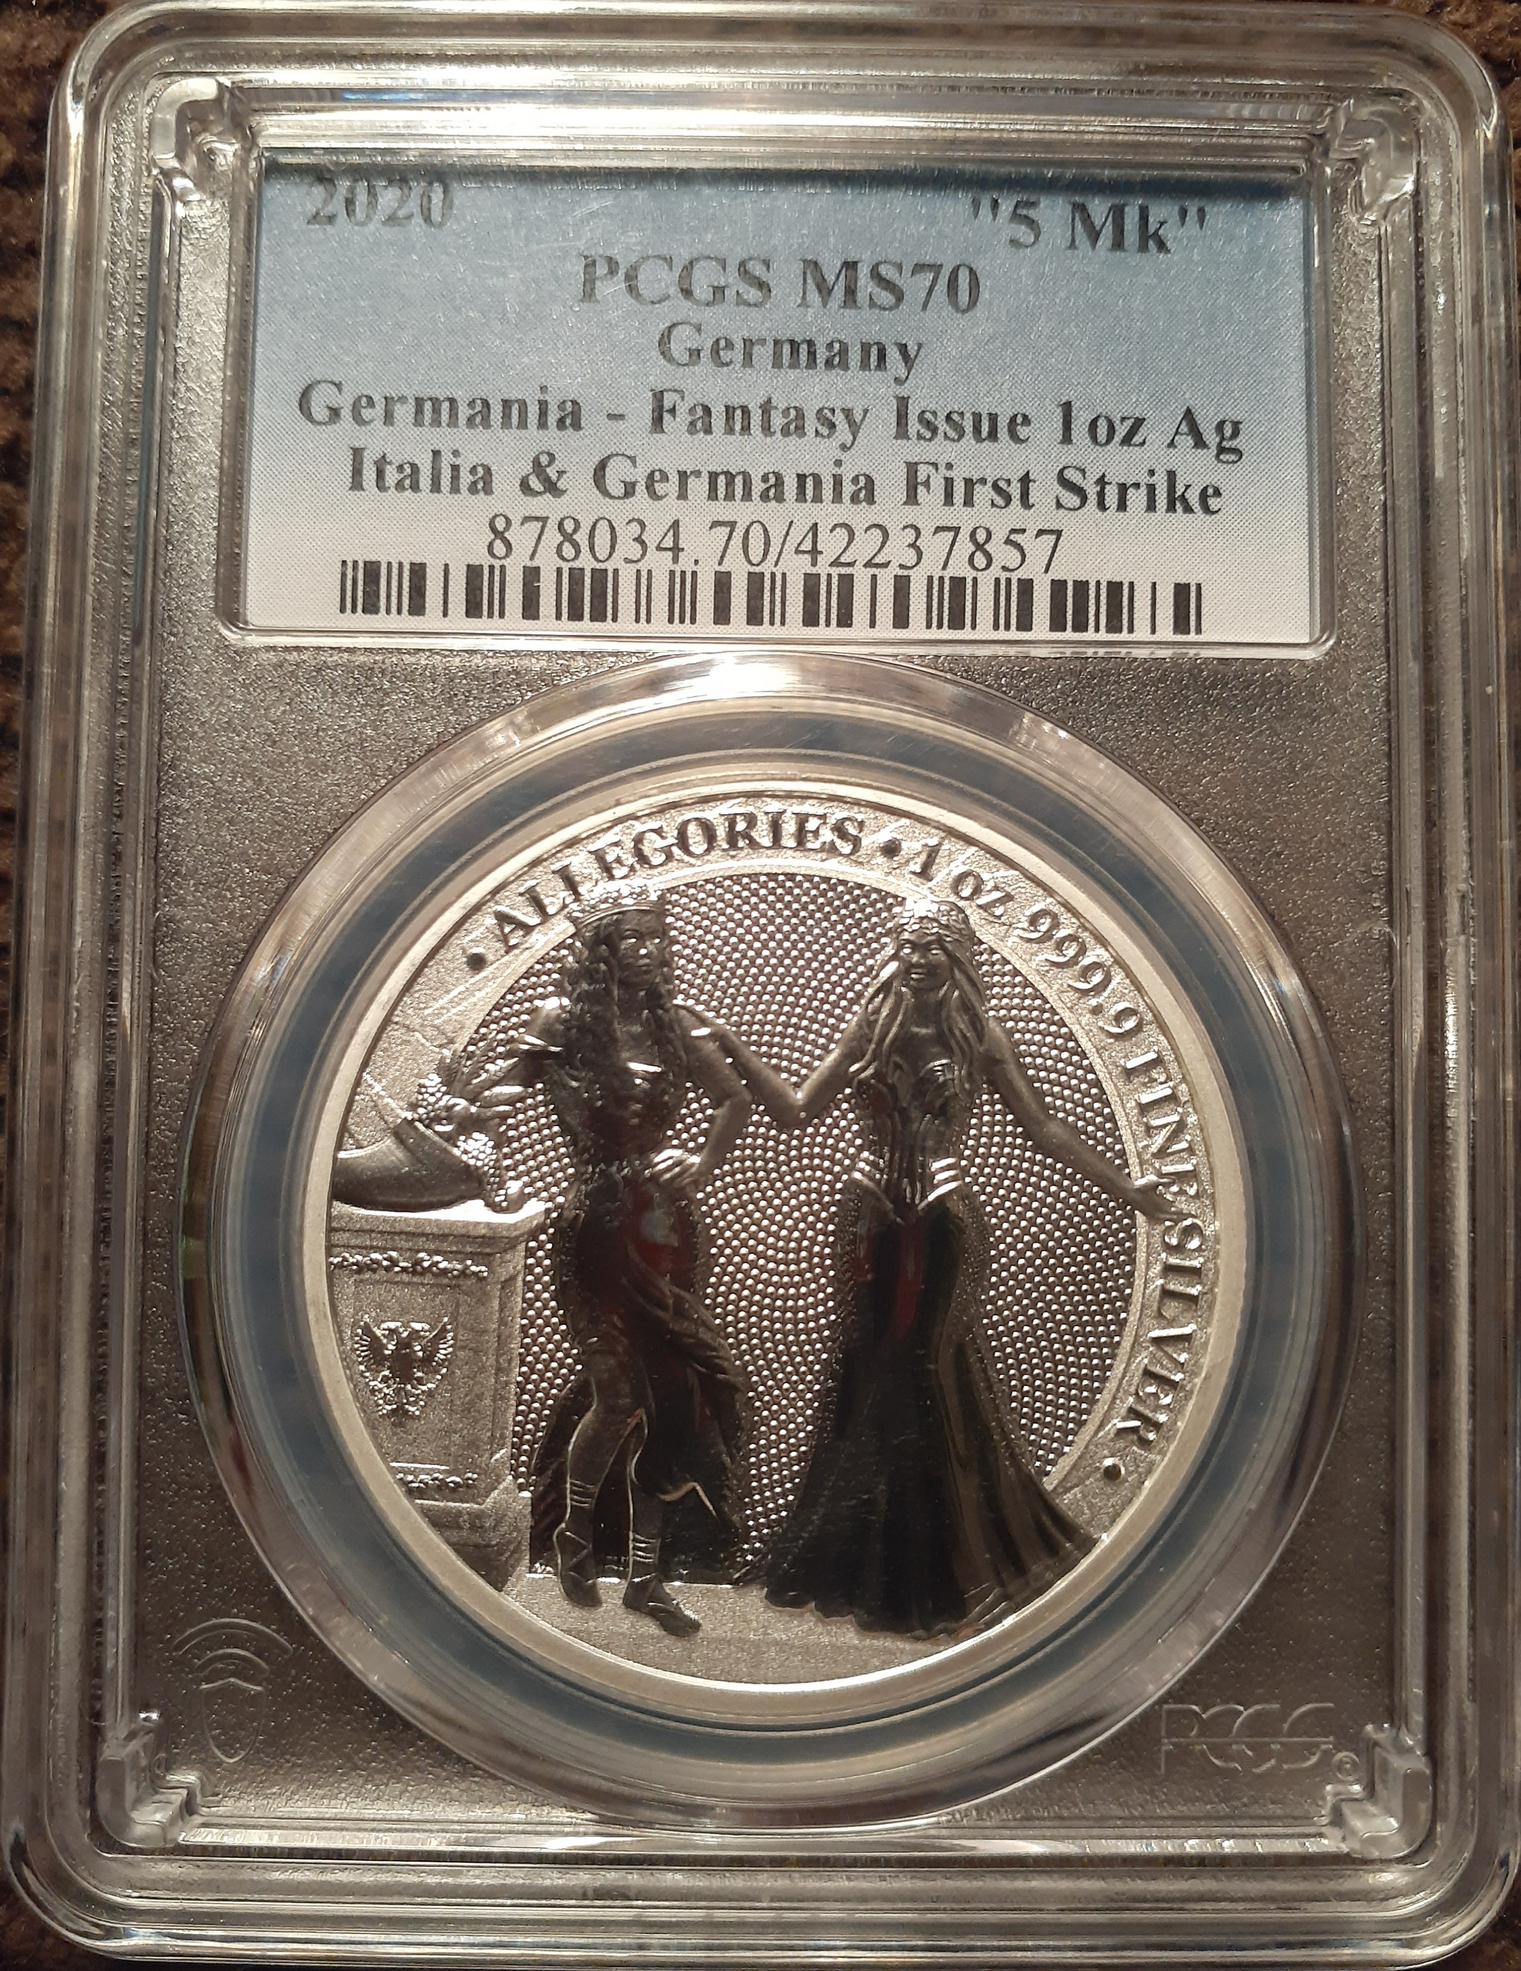 2020 "5 Mk"
PCGS MS70
Germany
Germania - Fantasy Issue 1oz Ag
Italia & Germania First Strike
878034.70/42237857
• ALLEGORIES • 1 oz 999.9 FINE SILVER •
PCGS®